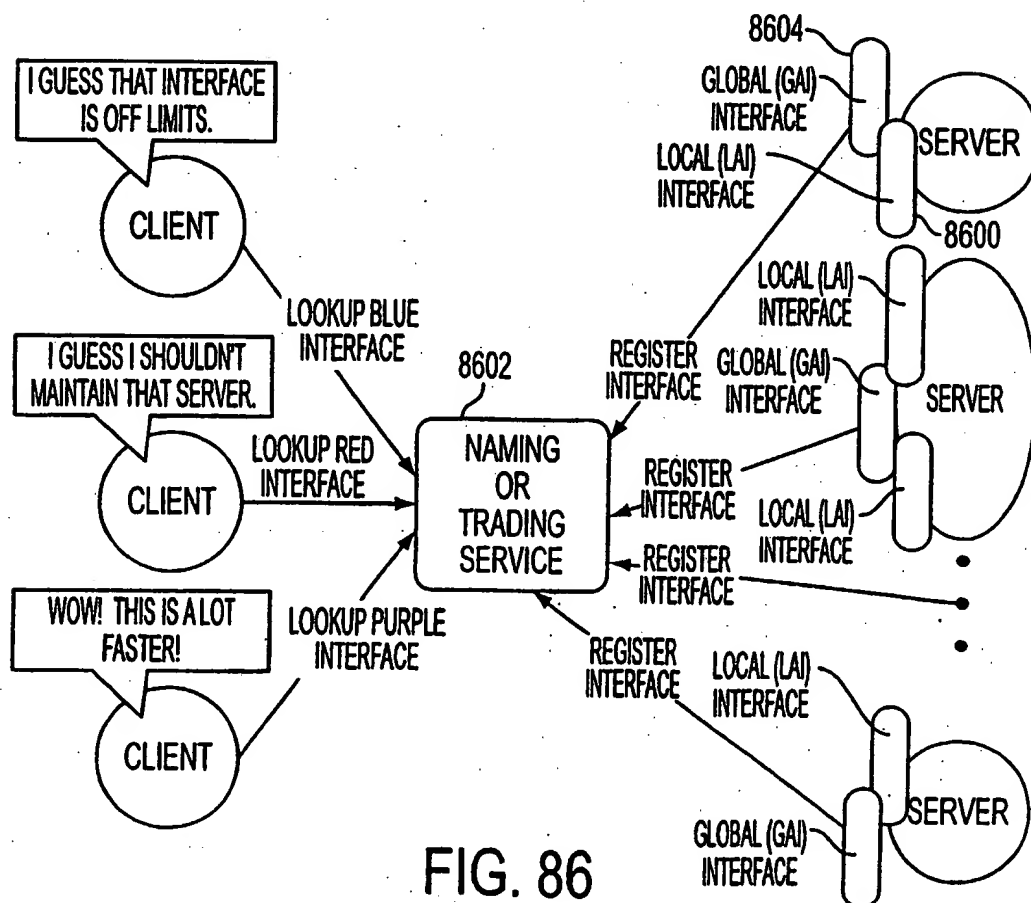 I GUESS THAT INTERFACE
IS OFF LIMITS.
CLIENT
LOOKUP BLUE
INTERFACE
I GUESS I SHOULDN'T
MAINTAIN THAT SERVER.
CLIENT
LOOKUP RED
INTERFACE
WOW! THIS IS A LOT
FASTER!
CLIENT
LOOKUP PURPLE
INTERFACE
8602
NAMING
OR
TRADING
SERVICE
8604
GLOBAL (GAI)
INTERFACE
LOCAL (LAI)
INTERFACE
SERVER
8600
REGISTER
INTERFACE
LOCAL (LAI)
INTERFACE
GLOBAL (GAI)
INTERFACE
SERVER
REGISTER
INTERFACE
LOCAL (LAI)
INTERFACE
REGISTER
INTERFACE
REGISTER
INTERFACE
LOCAL (LAI)
INTERFACE
SERVER
GLOBAL (GAI)
INTERFACE
FIG. 86